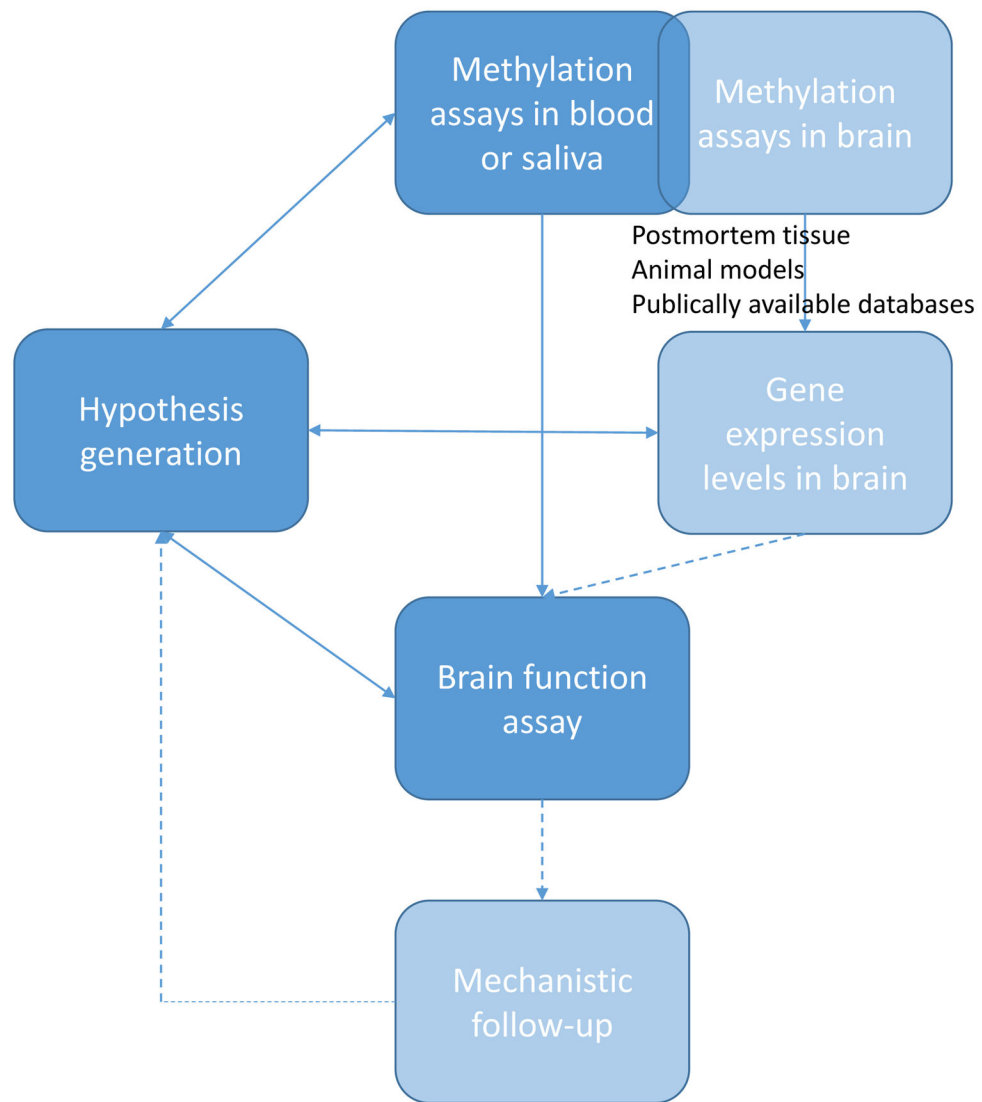 Methylation
assays in blood
or saliva
Methylation
assays in brain
Postmortem tissue
Animal models
Publically available databases
Hypothesis
generation
Gene
expression
levels in brain
Brain function
assay
Mechanistic
follow-up